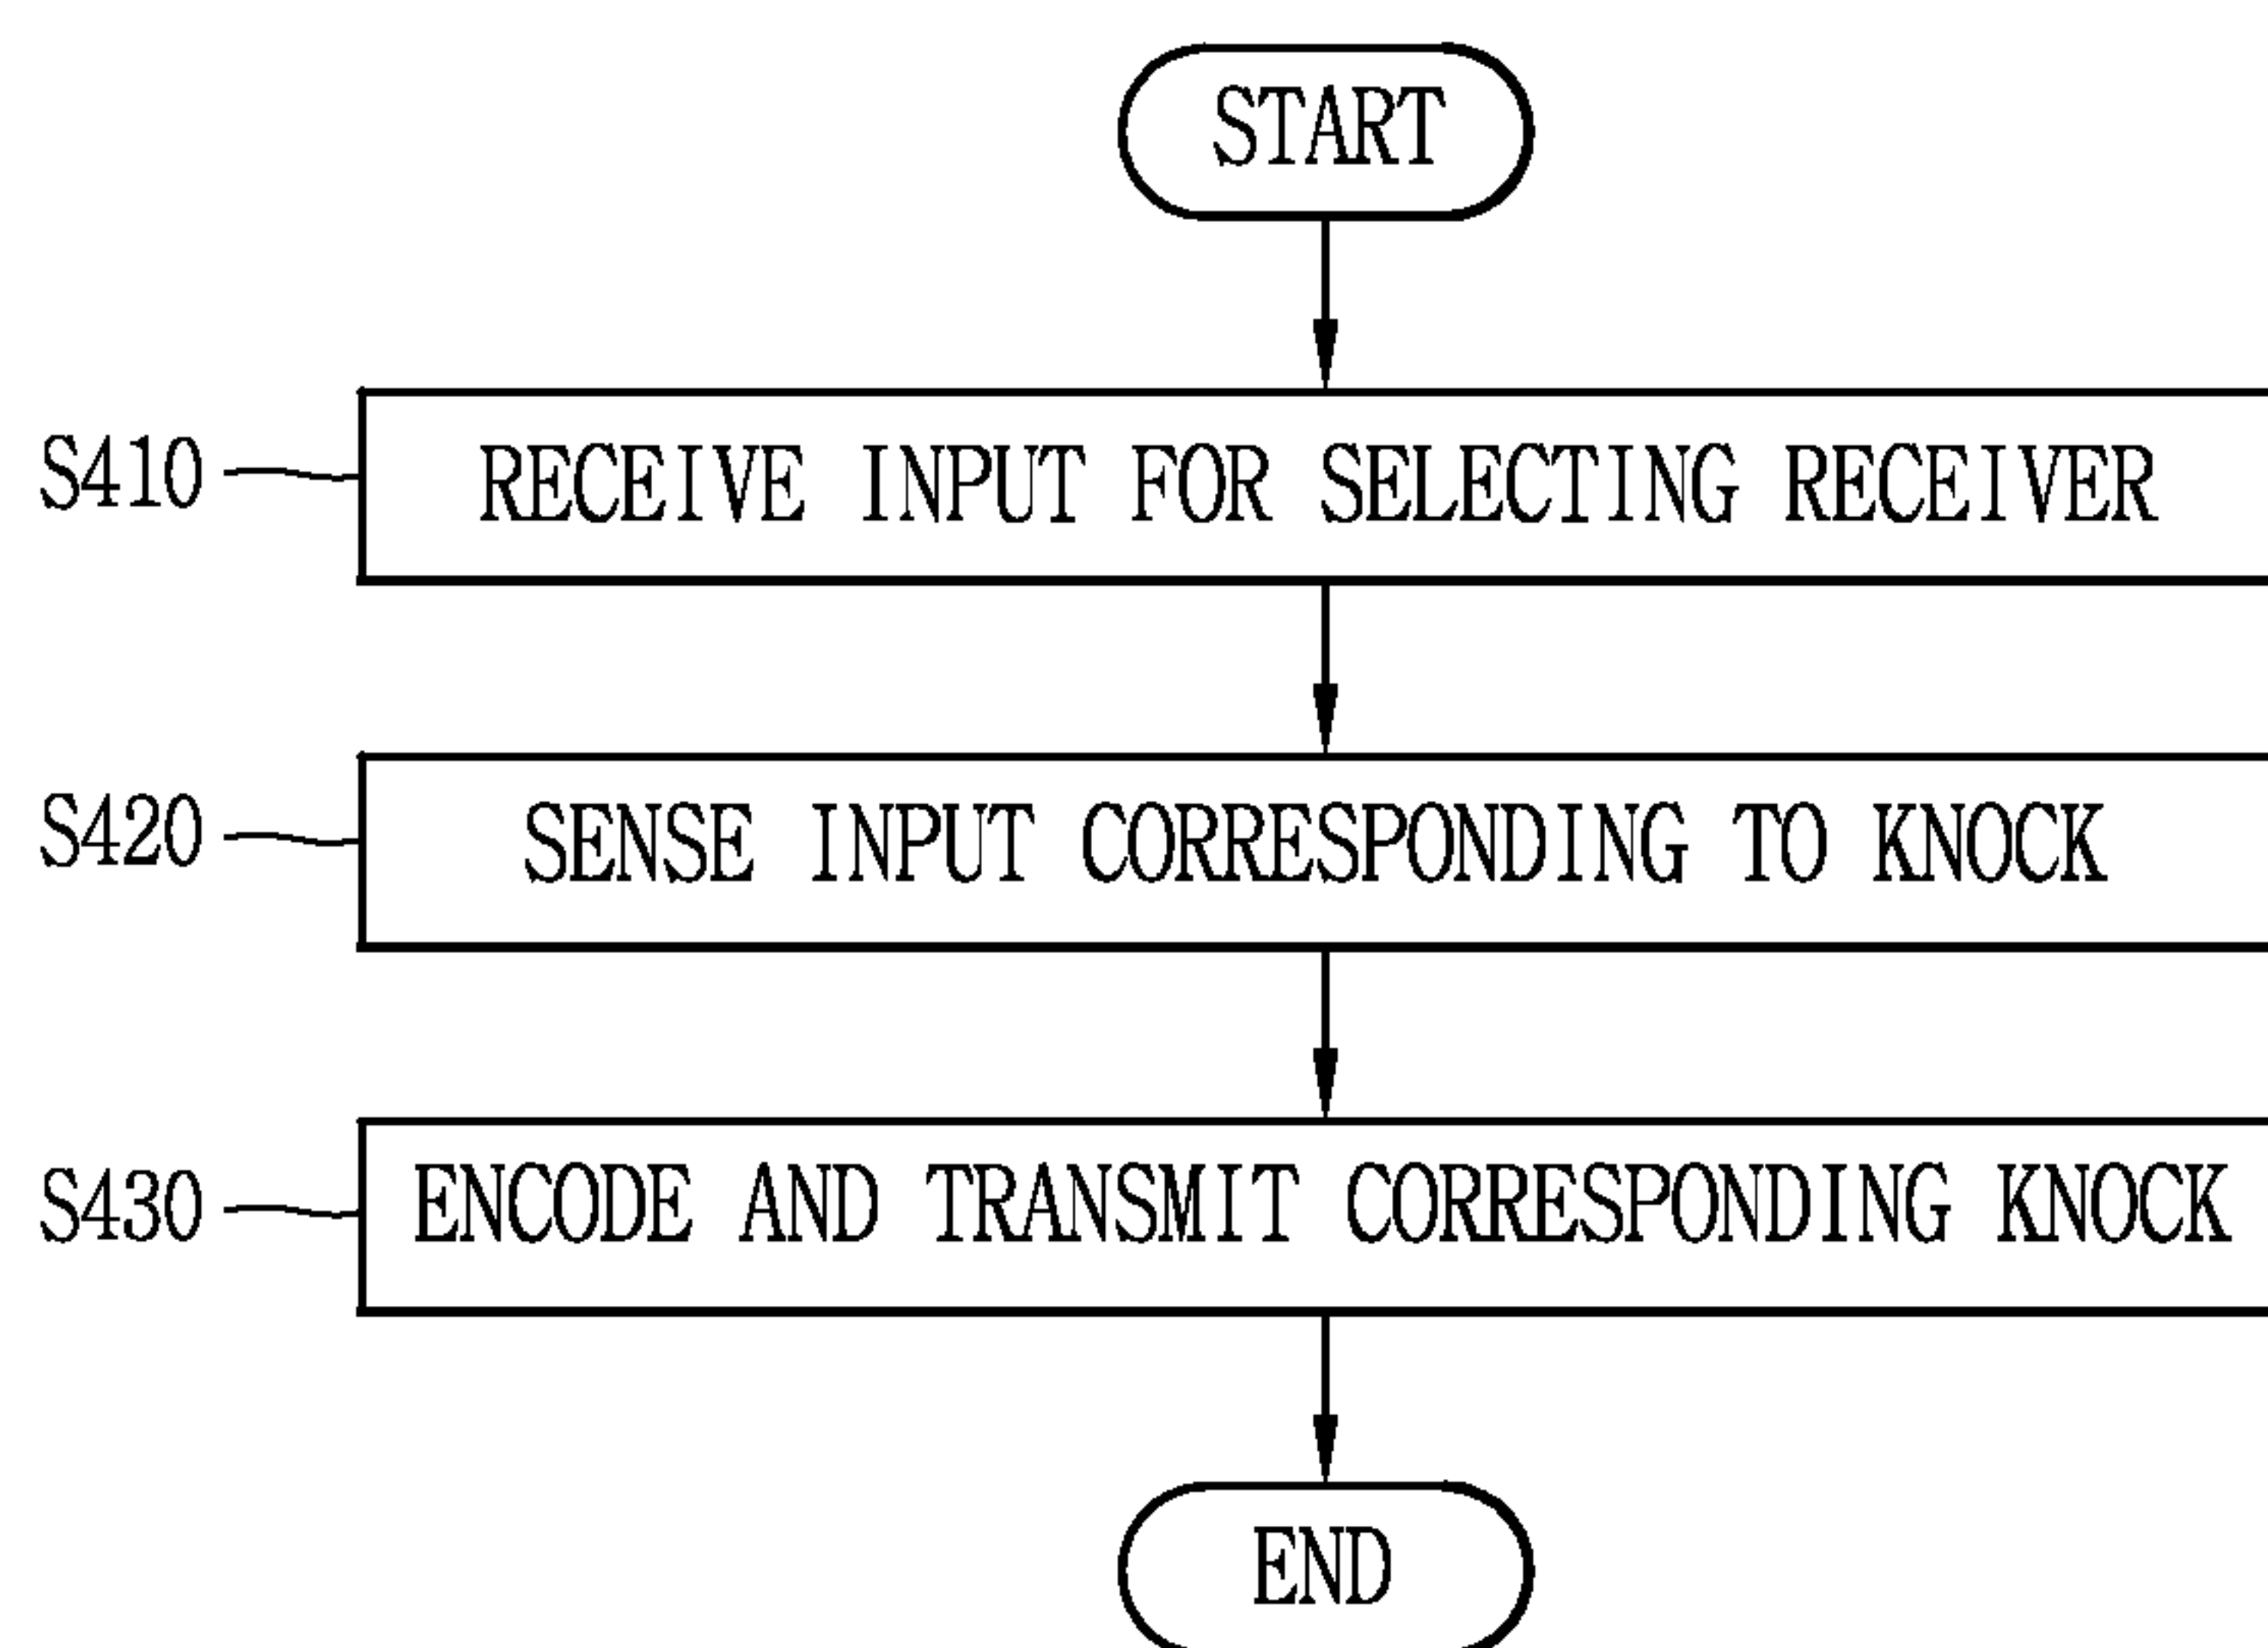 START
S410
RECEIVE INPUT FOR SELECTING RECEIVER
S420
SENSE INPUT CORRESPONDING TO KNOCK
S430
ENCODE AND TRANSMIT CORRESPONDING KNOCK
END